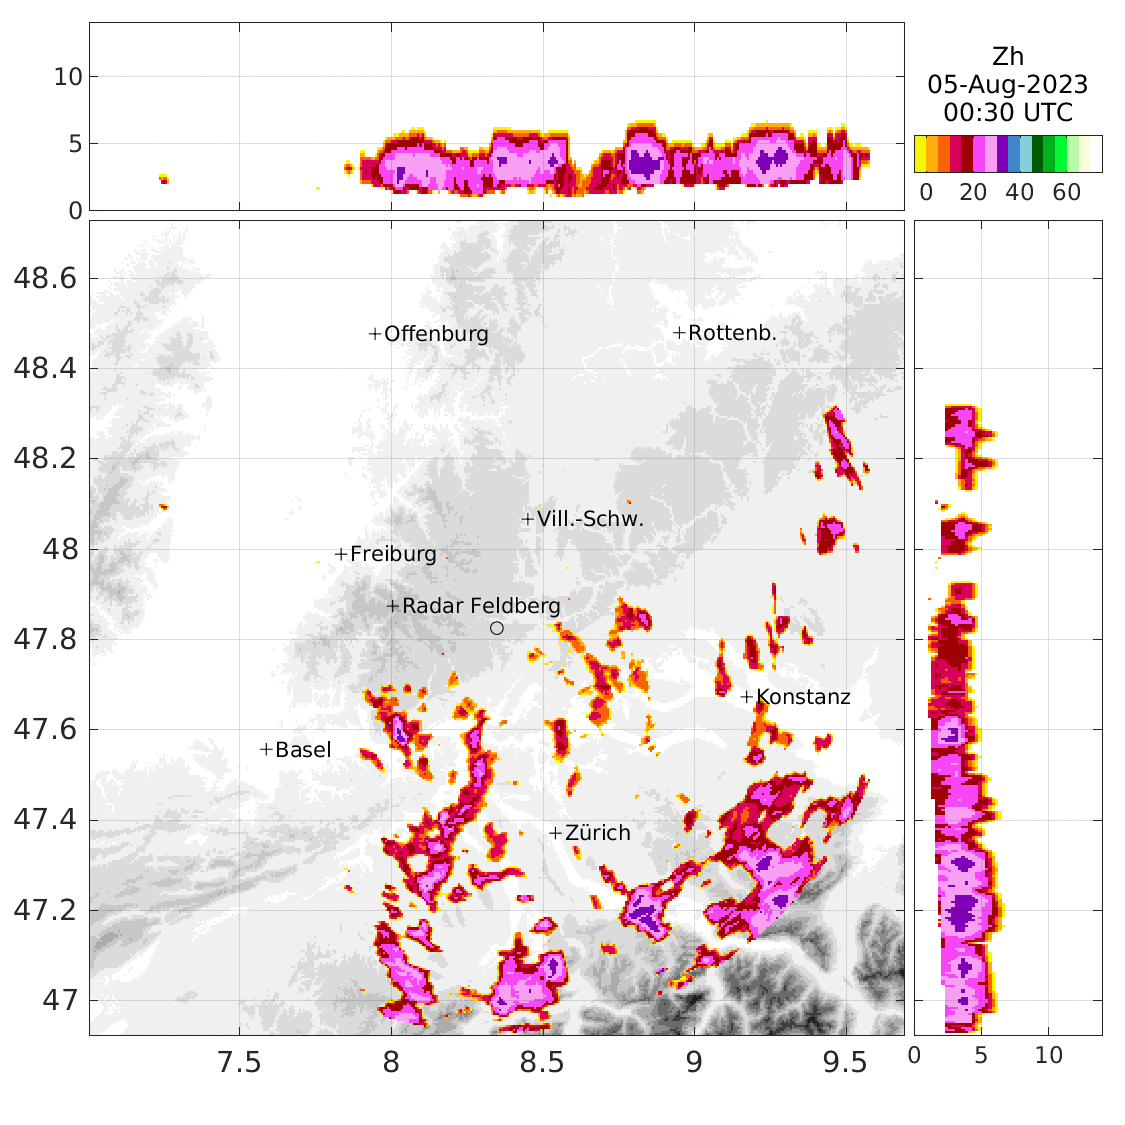 10
5
0
Zh
05-Aug-2023
00:30 UTC
0 20 40 60
48.6
48.4
48.2
48
47.8
47.6
47.4
47.2
47
+Offenburg
+Rottenb.
+Vill.-Schw.
+Freiburg
+Radar Feldberg
+Konstanz
+Basel
+Zürich
7.5 8 8.5 9 9.5
0 5 10